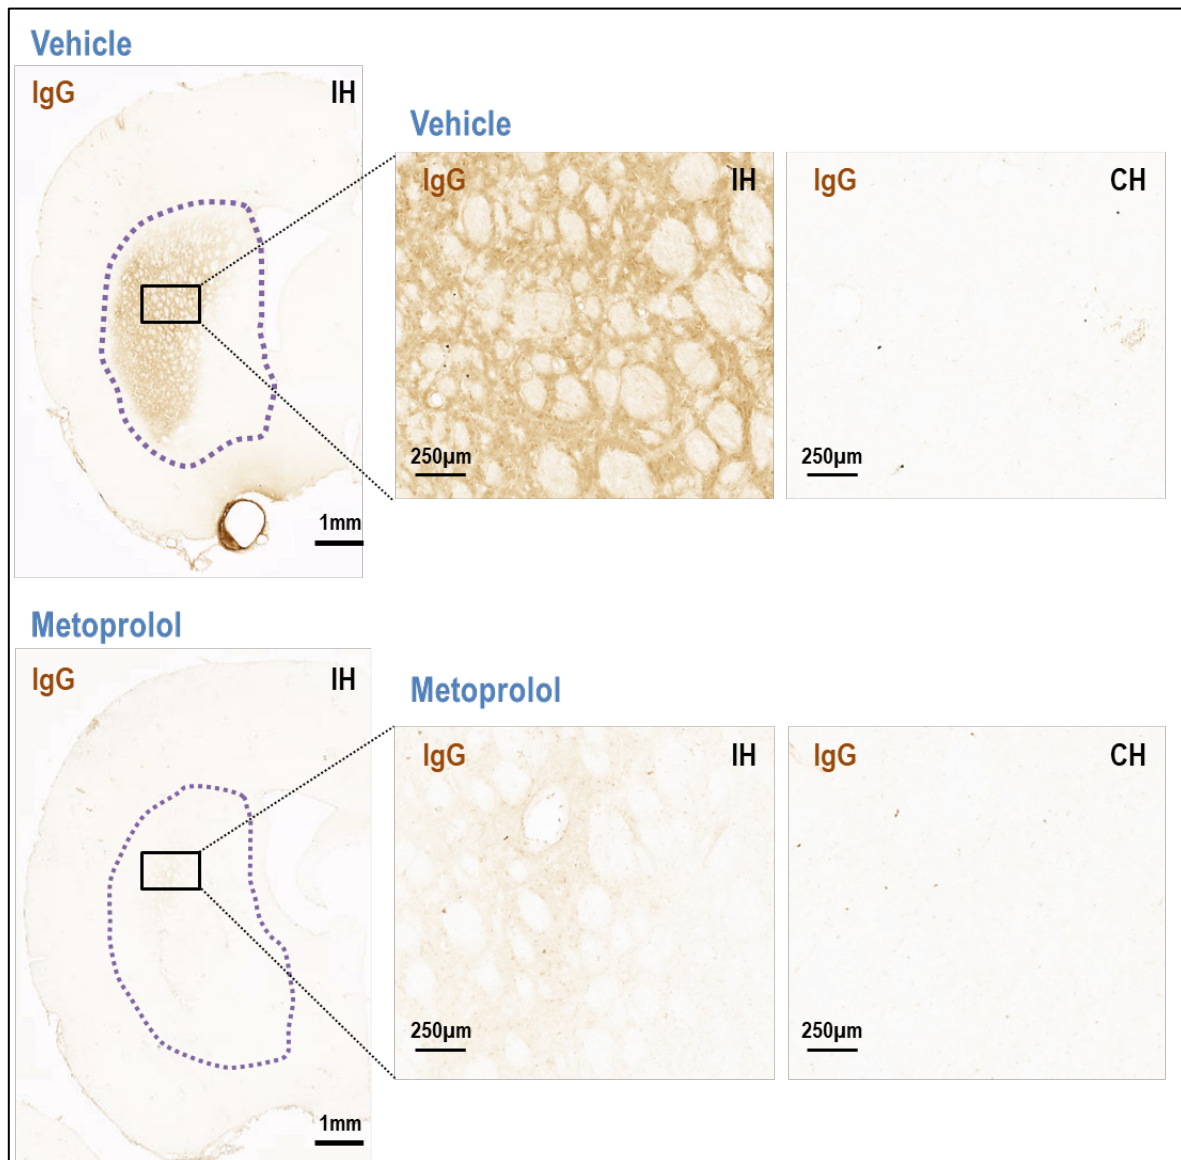 Vehicle
IgG IH
1mm
Vehicle
IgG IH
250µm
IgG CH
250µm
Metoprolol
IgG IH
1mm
Metoprolol
IgG IH
250µm
IgG CH
250µm